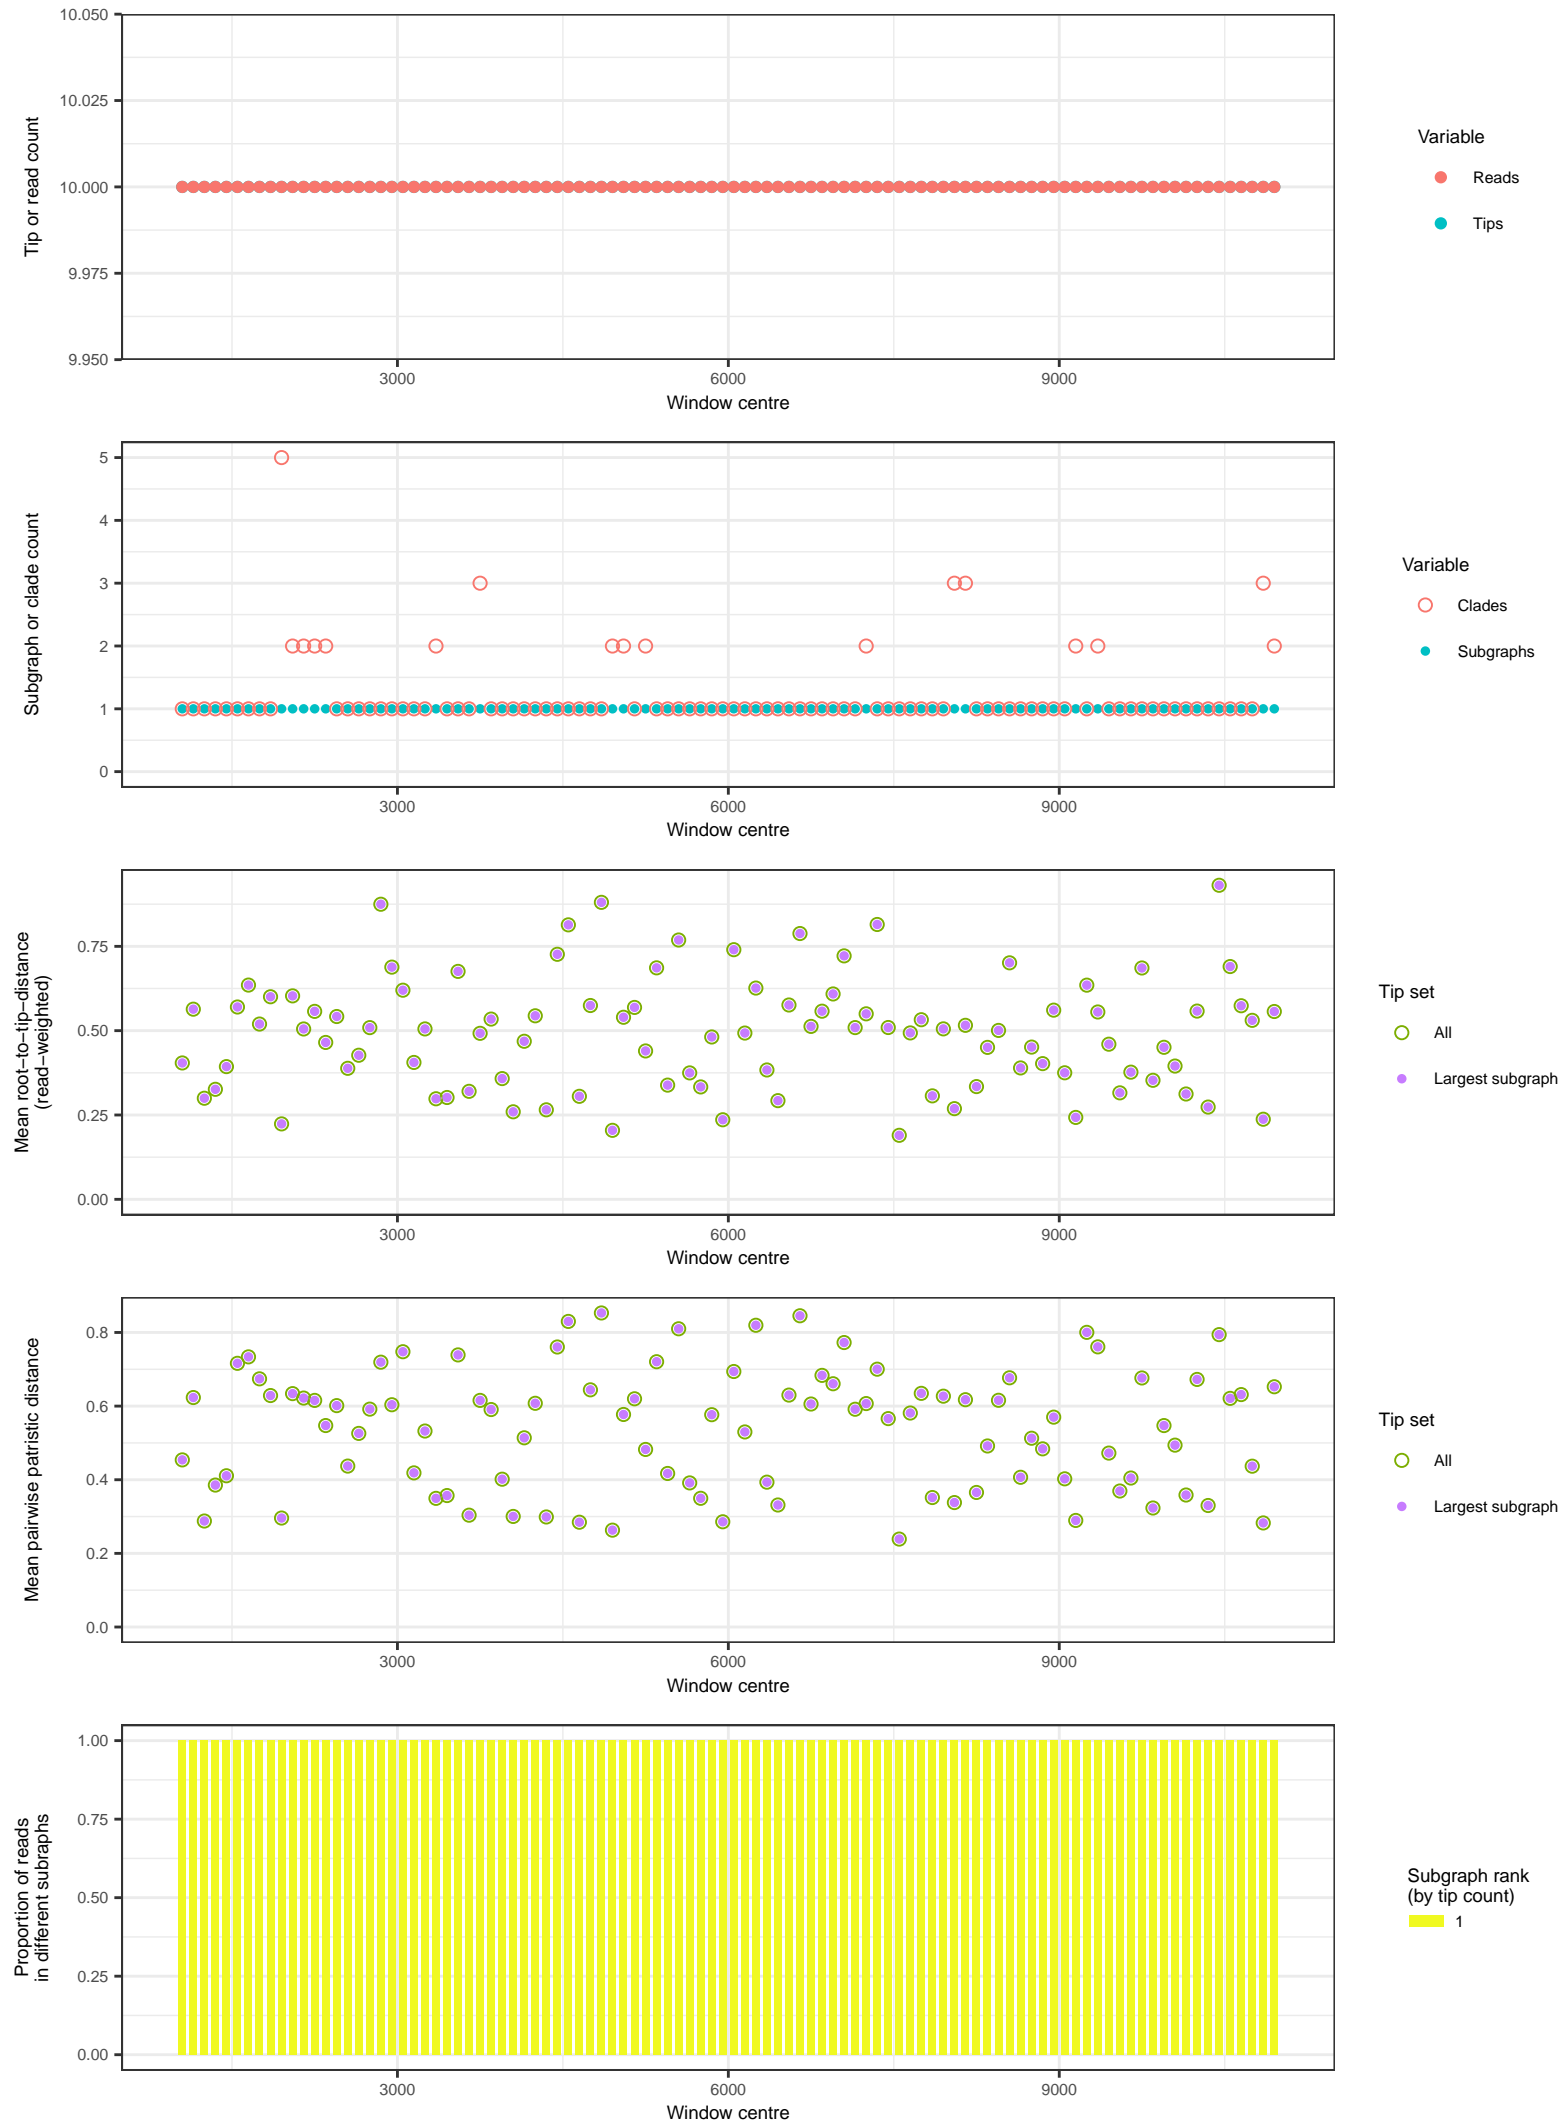 10.050
10.025
10.000
9.975
9.950
Tip or read count
3000
6000
9000
Window centre
Variable
Reads
Tips
5
4
3
2
1
0
Subgraph or clade count
3000
6000
9000
Window centre
Variable
Clades
Subgraphs
0.75
0.50
0.25
0.00
Mean root−to−tip−distance
(read−weighted)
3000
6000
9000
Window centre
Tip set
All
Largest subgraph
0.8
0.6
0.4
0.2
0.0
Mean pairwise patristic distance
3000
6000
9000
Window centre
Tip set
All
Largest subgraph
1.00
0.75
0.50
0.25
0.00
Proportion of reads
in different subraphs
3000
6000
9000
Window centre
Subgraph rank
(by tip count)
1